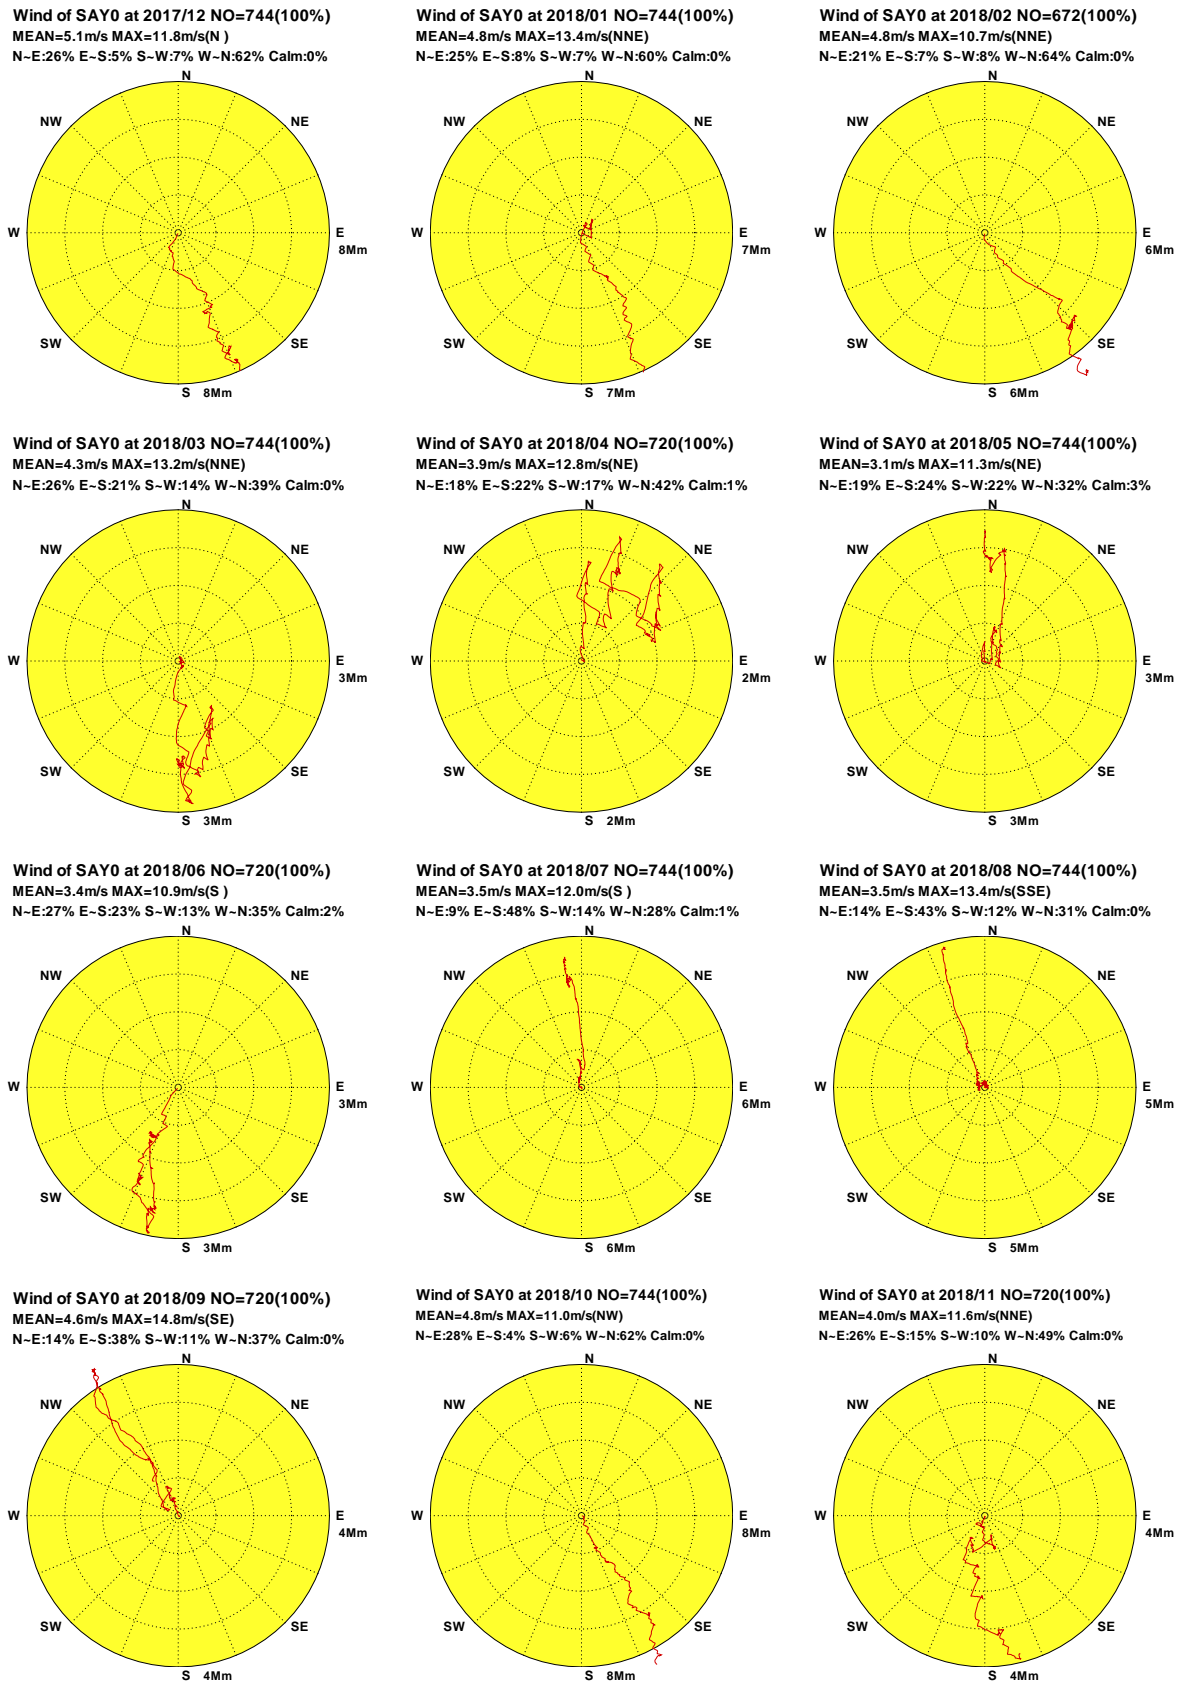 Wind of SAY0 at 2017/12 NO=744(100%)
MEAN=5.1m/s MAX=11.8m/s(N )
N~E:26% E~S:5% S~W:7% W~N:62% Calm:0%
N
NW
NE
W
E
8Mm
SW
SE
S 8Mm
Wind of SAY0 at 2018/01 NO=744(100%)
MEAN=4.8m/s MAX=13.4m/s(NNE)
N~E:25% E~S:8% S~W:7% W~N:60% Calm:0%
N
NW
NE
W
E
7Mm
SW
SE
S 7Mm
Wind of SAY0 at 2018/02 NO=672(100%)
MEAN=4.8m/s MAX=10.7m/s(NNE)
N~E:21% E~S:7% S~W:8% W~N:64% Calm:0%
N
NW
NE
W
E
6Mm
SW
SE
S 6Mm
Wind of SAY0 at 2018/03 NO=744(100%)
MEAN=4.3m/s MAX=13.2m/s(NNE)
N~E:26% E~S:21% S~W:14% W~N:39% Calm:0%
N
NW
NE
W
E
3Mm
SW
SE
S 3Mm
Wind of SAY0 at 2018/04 NO=720(100%)
MEAN=3.9m/s MAX=12.8m/s(NE)
N~E:18% E~S:22% S~W:17% W~N:42% Calm:1%
N
NW
NE
W
E
2Mm
SW
SE
S 2Mm
Wind of SAY0 at 2018/05 NO=744(100%)
MEAN=3.1m/s MAX=11.3m/s(NE)
N~E:19% E~S:24% S~W:22% W~N:32% Calm:3%
N
NW
NE
W
E
3Mm
SW
SE
S 3Mm
Wind of SAY0 at 2018/06 NO=720(100%)
MEAN=3.4m/s MAX=10.9m/s(S )
N~E:27% E~S:23% S~W:13% W~N:35% Calm:2%
N
NW
NE
W
E
3Mm
SW
SE
S 3Mm
Wind of SAY0 at 2018/07 NO=744(100%)
MEAN=3.5m/s MAX=12.0m/s(S )
N~E:9% E~S:48% S~W:14% W~N:28% Calm:1%
N
NW
NE
W
E
6Mm
SW
SE
S 6Mm
Wind of SAY0 at 2018/08 NO=744(100%)
MEAN=3.5m/s MAX=13.4m/s(SSE)
N~E:14% E~S:43% S~W:12% W~N:31% Calm:0%
N
NW
NE
W
E
5Mm
SW
SE
S 5Mm
Wind of SAY0 at 2018/09 NO=720(100%)
MEAN=4.6m/s MAX=14.8m/s(SE)
N~E:14% E~S:38% S~W:11% W~N:37% Calm:0%
N
NW
NE
W
E
4Mm
SW
SE
S 4Mm
Wind of SAY0 at 2018/10 NO=744(100%)
MEAN=4.8m/s MAX=11.0m/s(NW)
N~E:28% E~S:4% S~W:6% W~N:62% Calm:0%
N
NW
NE
W
E
8Mm
SW
SE
S 8Mm
Wind of SAY0 at 2018/11 NO=720(100%)
MEAN=4.0m/s MAX=11.6m/s(NNE)
N~E:26% E~S:15% S~W:10% W~N:49% Calm:0%
N
NW
NE
W
E
4Mm
SW
SE
S 4Mm